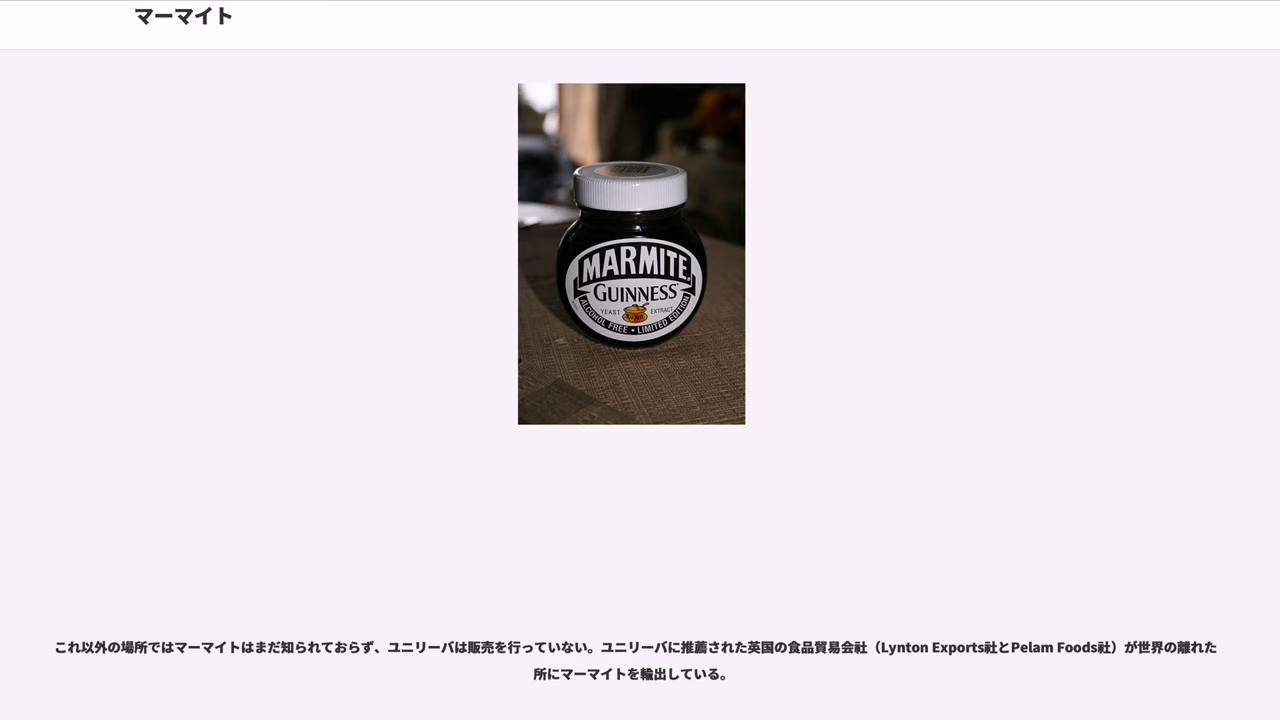 マーマイト
MARMITE
GUINNESS
YEAST EXTRACT
ALCOHOL FREE • LIMITED EDITION
これ以外の場所ではマーマイトはまだ知られておらず、ユニリーバは販売を行っていない。ユニリーバに推薦された英国の食品貿易会社（Lynton Exports社とPelam Foods社）が世界の離れた
所にマーマイトを輸出している。